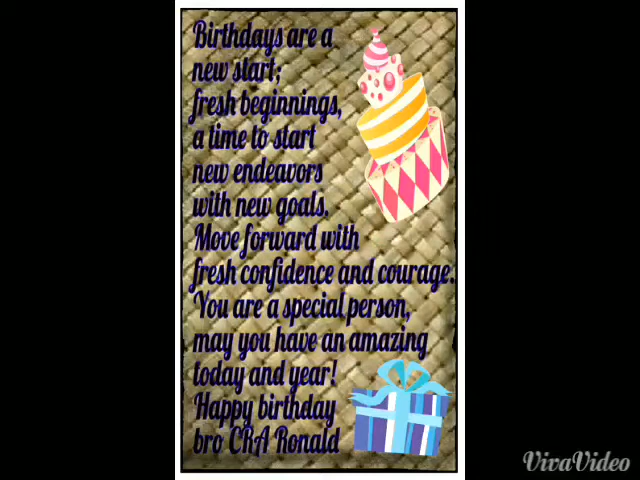 Birthdays are a
new start;
fresh beginnings,
a time to start
new endeavors
with new goals.
Move forward with
fresh confidence and courage.
You are a special person,
may you have an amazing
today and year!
Happy birthday
bro CRA Ronald
VivaVideo